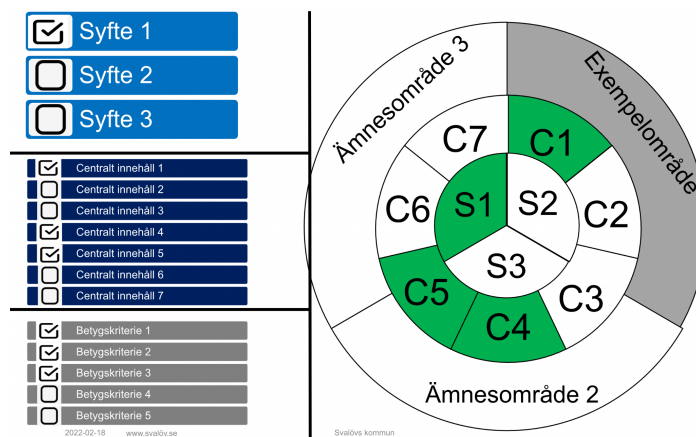 Syfte 1
Syfte 2
Syfte 3
Centralt innehåll 1
Centralt innehåll 2
Centralt innehåll 3
Centralt innehåll 4
Centralt innehåll 5
Centralt innehåll 6
Centralt innehåll 7
Betygskriterie 1
Betygskriterie 2
Betygskriterie 3
Betygskriterie 4
Betygskriterie 5
2022-02-18 www.svalöv.se
Ämnesområde 3
Exempelområde
C7
C1
C6
S1
S2
C2
S3
C5
C4
C3
Ämnesområde 2
Svalövs kommun